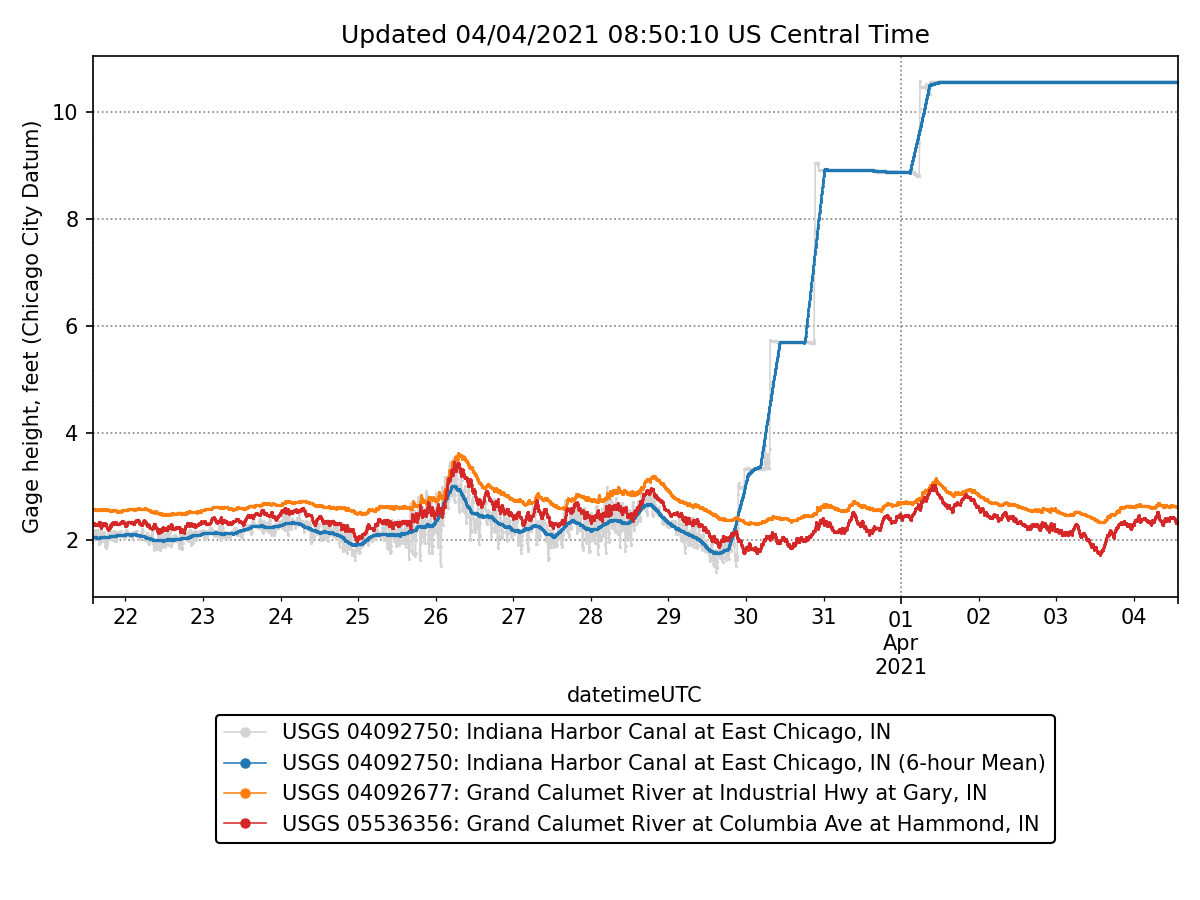 Updated 04/04/2021 08:50:10 US Central Time
Gage height, feet (Chicago City Datum)
10
8
6
4
2
22 23 24 25 26 27 28 29 30 31 01 02 03 04
Apr
2021
datetimeUTC
USGS 04092750: Indiana Harbor Canal at East Chicago, IN
USGS 04092750: Indiana Harbor Canal at East Chicago, IN (6-hour Mean)
USGS 04092677: Grand Calumet River at Industrial Hwy at Gary, IN
USGS 05536356: Grand Calumet River at Columbia Ave at Hammond, IN